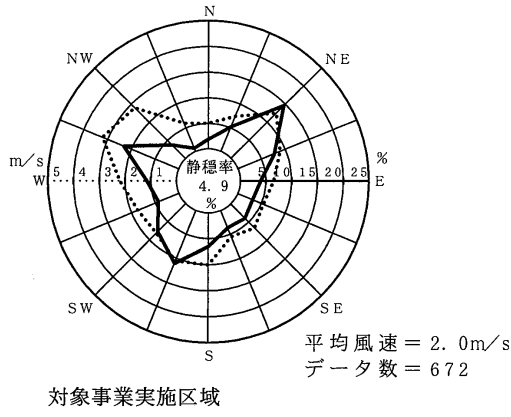 N
NW
NE
m/s
静穏率
%
W
5 4 3 2 1
4.9
5 10 15 20 25
E
%
SW
SE
S
平均風速＝2.0m/s
データ数＝672
対象事業実施区域